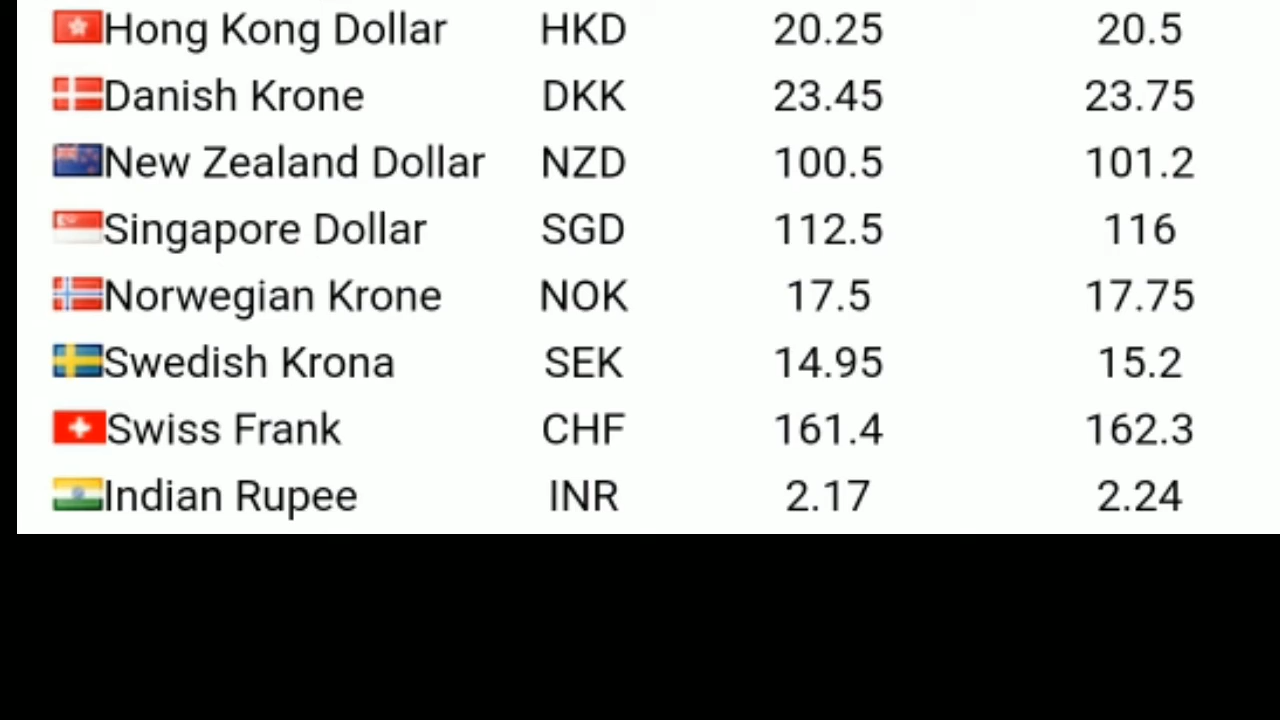 Hong Kong Dollar HKD 20.25 20.5
Danish Krone DKK 23.45 23.75
New Zealand Dollar NZD 100.5 101.2
Singapore Dollar SGD 112.5 116
Norwegian Krone NOK 17.5 17.75
Swedish Krona SEK 14.95 15.2
Swiss Frank CHF 161.4 162.3
Indian Rupee INR 2.17 2.24